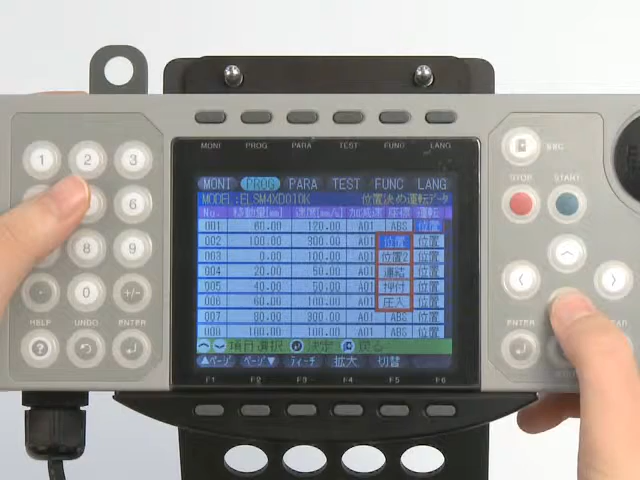 MONI PROG PARA TEST FUNC LANG
MONI PROG PARA TEST FUNC LANG
MODEL:ELSM4XD010K 位置決め運転データ
No. 移動量[mm] 速度[mm/s] 加減速 座標 運転
001 60.00 120.00 A01 ABS 位置
002 100.00 300.00 A01 位置 位置
003 0.00 100.00 A01 位置2 位置
004 20.00 50.00 A01 連結 位置
005 40.00 50.00 A01 押付 位置
006 60.00 100.00 A01 圧入 位置
007 80.00 300.00 A01 ABS 位置
008 100.00 100.00 A01 ABS 位置
項目選択 決定 戻る
▲ページ ページ▼ ティーチ 拡大 切替
F1 F2 F3 F4 F5 F6
1 2 3
6
8 9
0 +/-
HELP UNDO ENTER
?
ESC
STOP START
ENTER